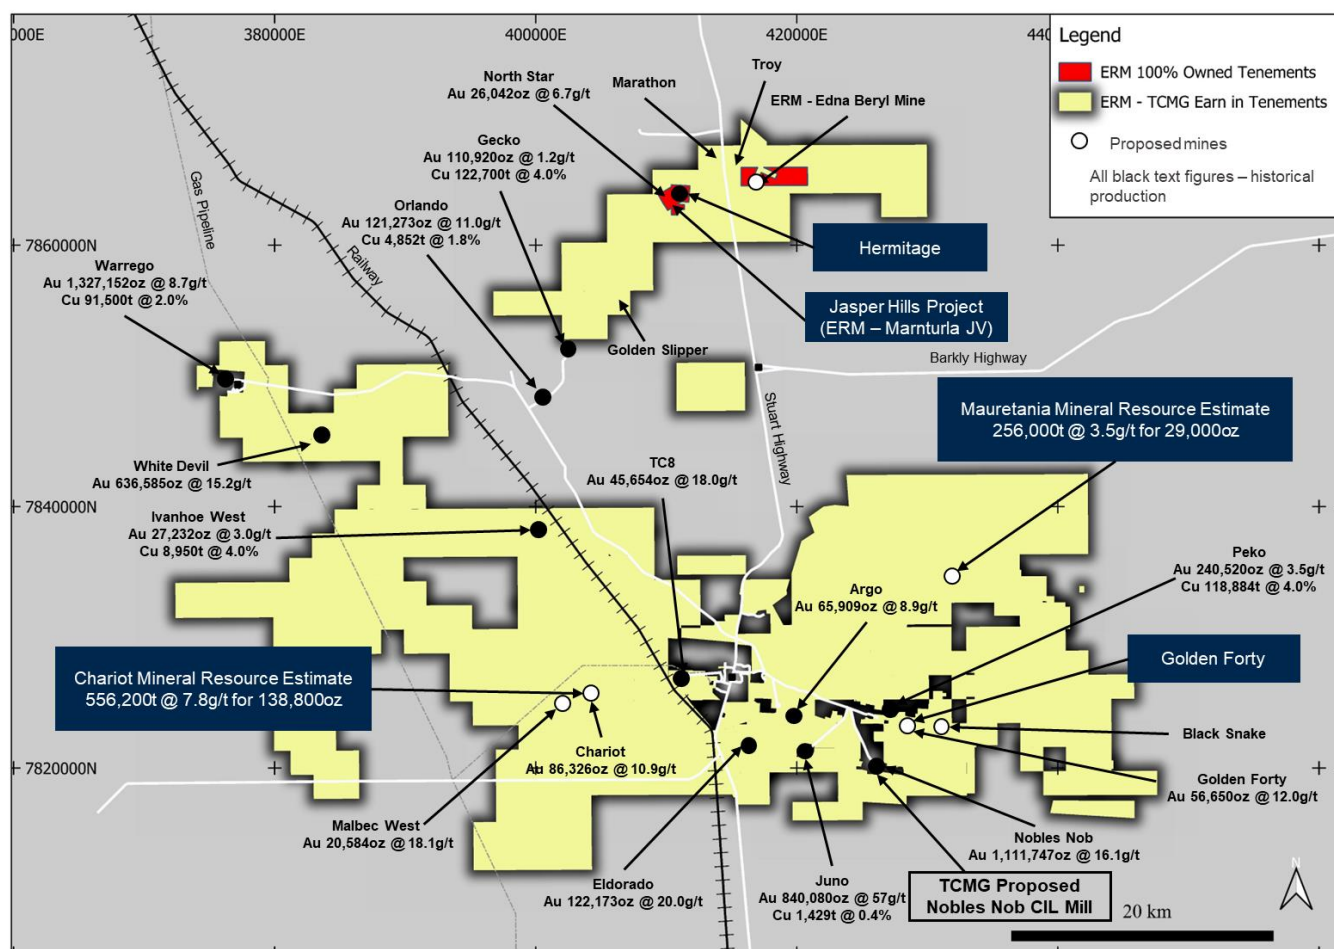 000E
380000E
400000E
420000E
440
Legend
ERM 100% Owned Tenements
ERM - TCMG Earn in Tenements
Proposed mines
All black text figures – historical
production
North Star
Au 26,042oz @ 6.7g/t
Marathon
Troy
ERM - Edna Beryl Mine
Gecko
Au 110,920oz @ 1.2g/t
Cu 122,700t @ 4.0%
Orlando
Au 121,273oz @ 11.0g/t
Cu 4,852t @ 1.8%
Gas Pipeline
Railway
7860000N
Hermitage
Warrego
Au 1,327,152oz @ 8.7g/t
Cu 91,500t @ 2.0%
Jasper Hills Project
(ERM – Marnturla JV)
Golden Slipper
Barkly Highway
Stuart Highway
Mauretania Mineral Resource Estimate
256,000t @ 3.5g/t for 29,000oz
White Devil
Au 636,585oz @ 15.2g/t
TC8
Au 45,654oz @ 18.0g/t
7840000N
Ivanhoe West
Au 27,232oz @ 3.0g/t
Cu 8,950t @ 4.0%
Peko
Au 240,520oz @ 3.5g/t
Cu 118,884t @ 4.0%
Argo
Au 65,909oz @ 8.9g/t
Chariot Mineral Resource Estimate
556,200t @ 7.8g/t for 138,800oz
Golden Forty
Black Snake
Chariot
Au 86,326oz @ 10.9g/t
7820000N
Golden Forty
Au 56,650oz @ 12.0g/t
Malbec West
Au 20,584oz @ 18.1g/t
Nobles Nob
Au 1,111,747oz @ 16.1g/t
Eldorado
Au 122,173oz @ 20.0g/t
Juno
Au 840,080oz @ 57g/t
Cu 1,429t @ 0.4%
TCMG Proposed
Nobles Nob CIL Mill
N
20 km